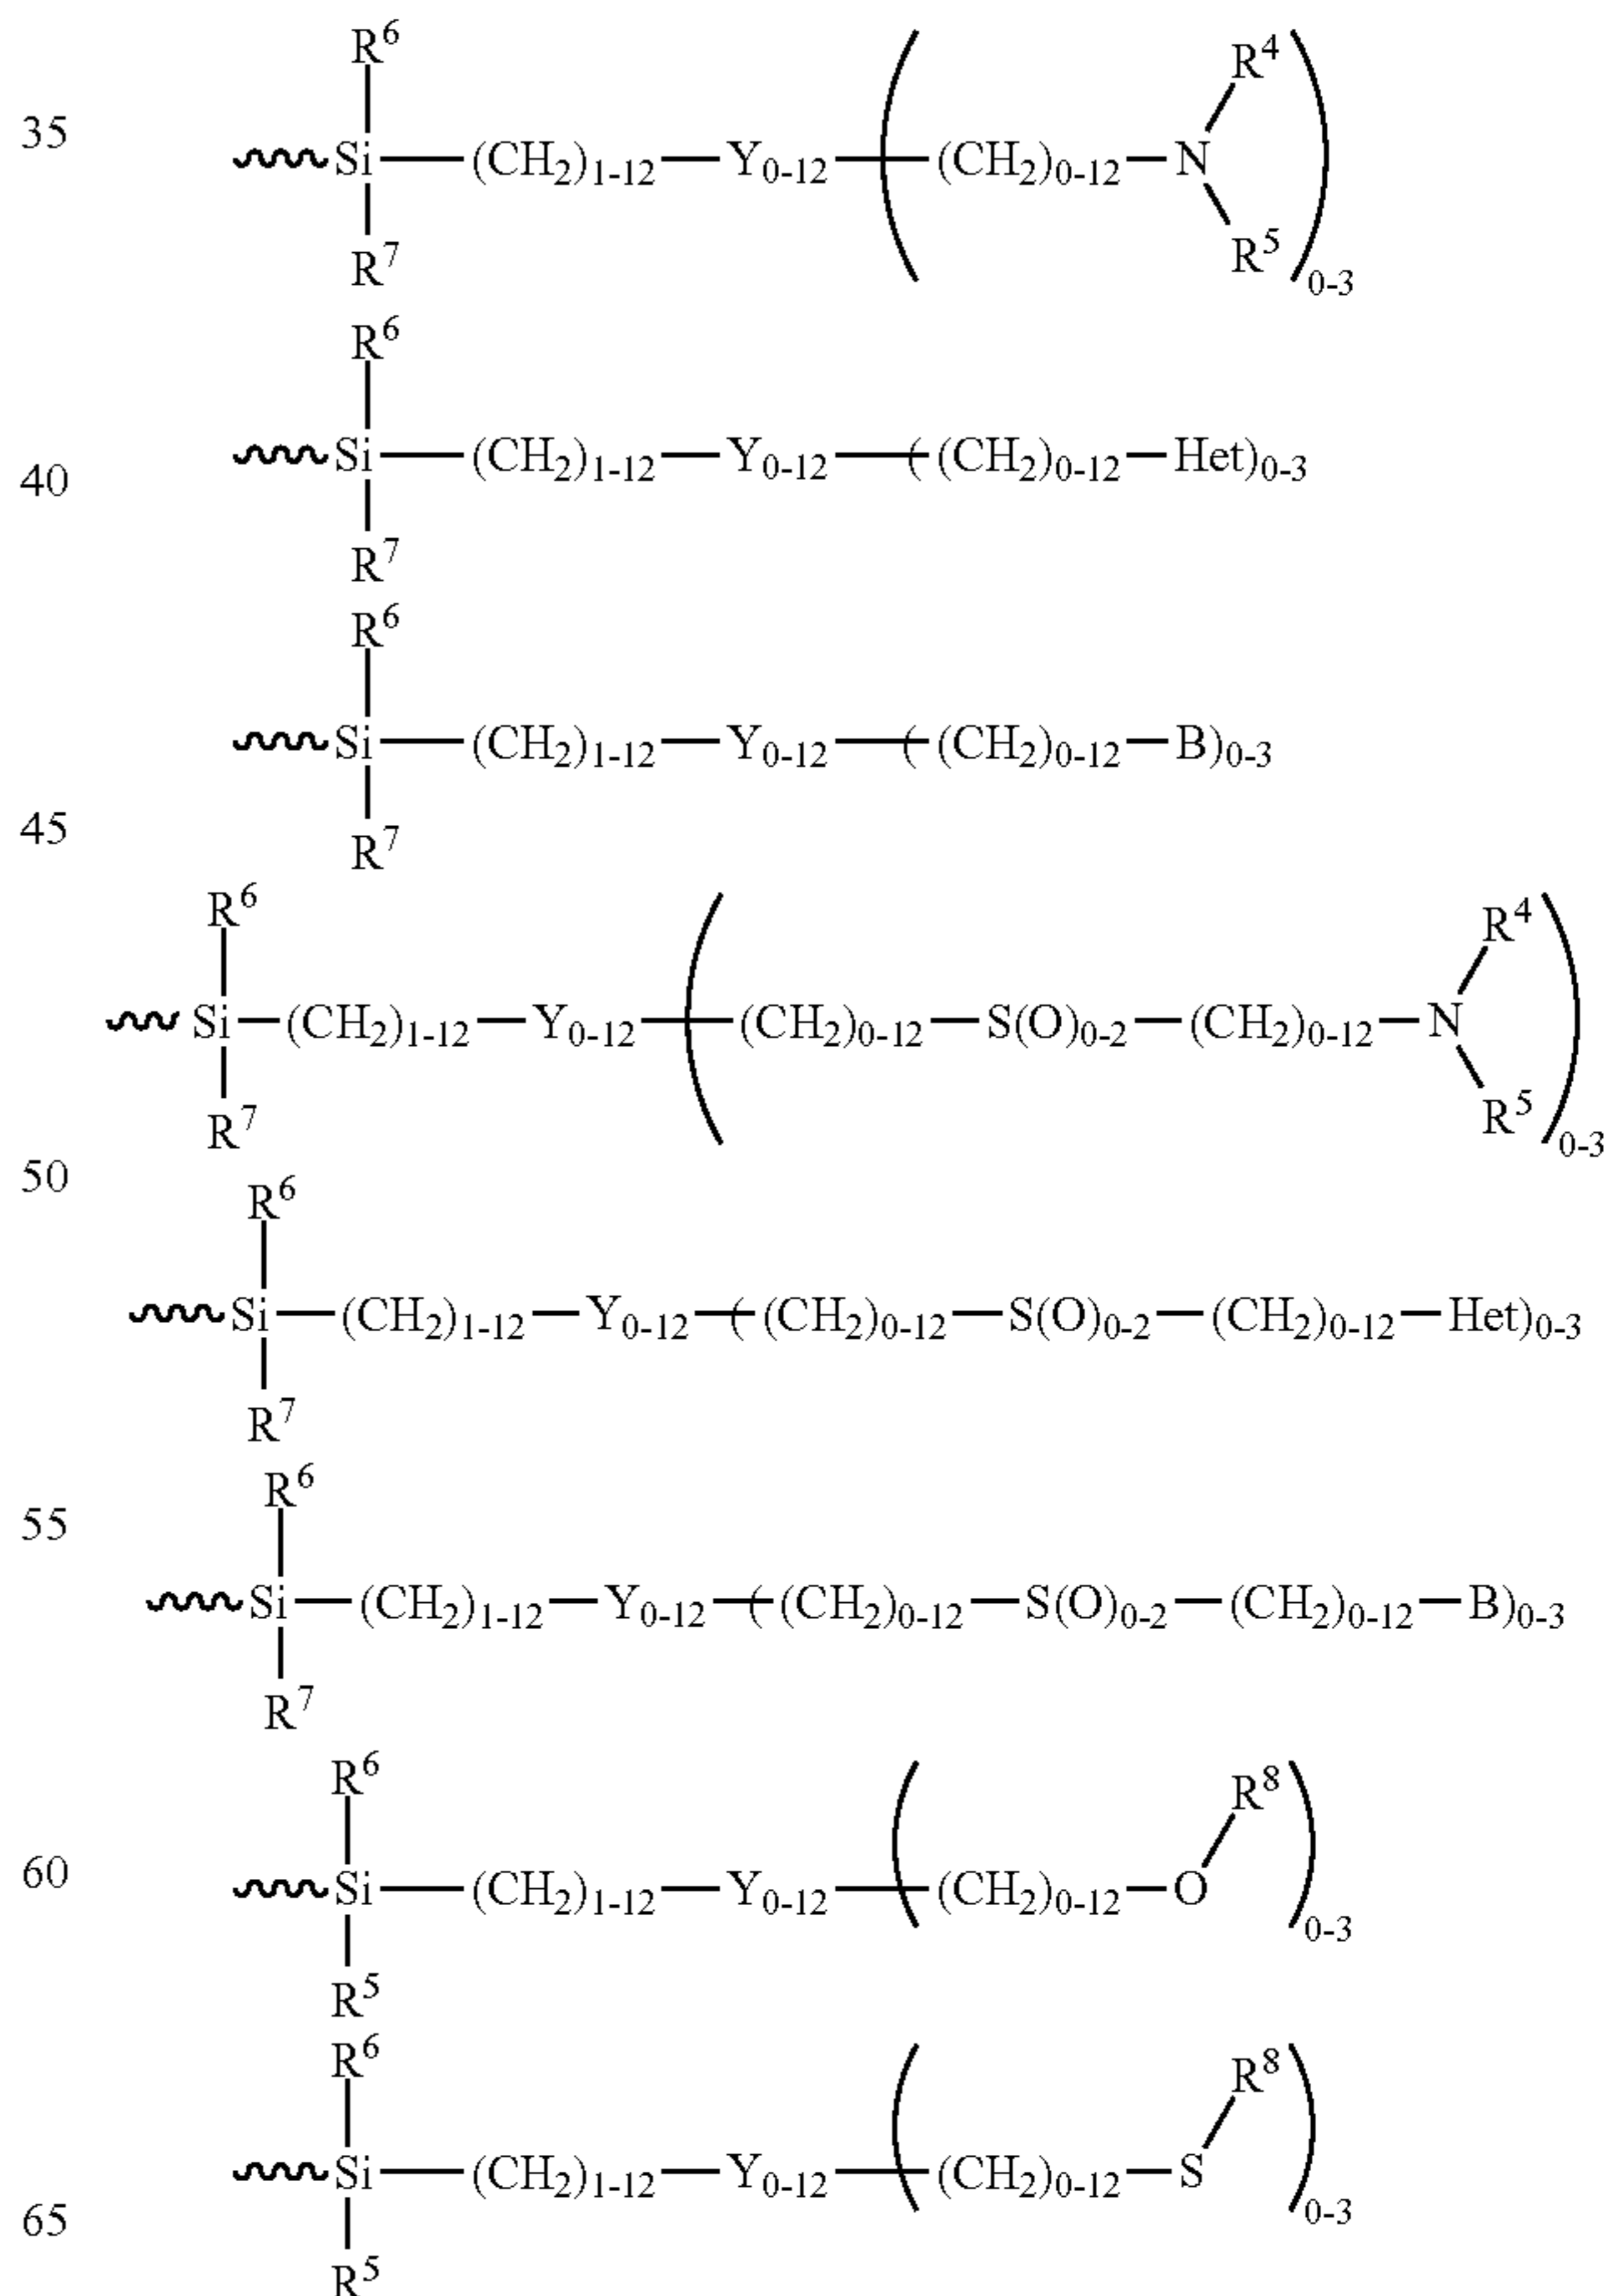 R⁶ R⁴
35
Si—(CH₂)₁₋₁₂—Y₀₋₁₂—((CH₂)₀₋₁₂—N)₀₋₃
R⁷ R⁵
R⁶
40
Si—(CH₂)₁₋₁₂—Y₀₋₁₂—((CH₂)₀₋₁₂—Het)₀₋₃
R⁷
R⁶
Si—(CH₂)₁₋₁₂—Y₀₋₁₂—((CH₂)₀₋₁₂—B)₀₋₃
45
R⁷
R⁶ R⁴
Si—(CH₂)₁₋₁₂—Y₀₋₁₂—((CH₂)₀₋₁₂—S(O)₀₋₂—(CH₂)₀₋₁₂—N)₀₋₃
R⁷ R⁵
50
R⁶
Si—(CH₂)₁₋₁₂—Y₀₋₁₂—((CH₂)₀₋₁₂—S(O)₀₋₂—(CH₂)₀₋₁₂—Het)₀₋₃
R⁷
R⁶
55
Si—(CH₂)₁₋₁₂—Y₀₋₁₂—((CH₂)₀₋₁₂—S(O)₀₋₂—(CH₂)₀₋₁₂—B)₀₋₃
R⁷
R⁶ R⁸
60
Si—(CH₂)₁₋₁₂—Y₀₋₁₂—((CH₂)₀₋₁₂—O)₀₋₃
R⁵
R⁶ R⁸
Si—(CH₂)₁₋₁₂—Y₀₋₁₂—((CH₂)₀₋₁₂—S)₀₋₃
65
R⁵